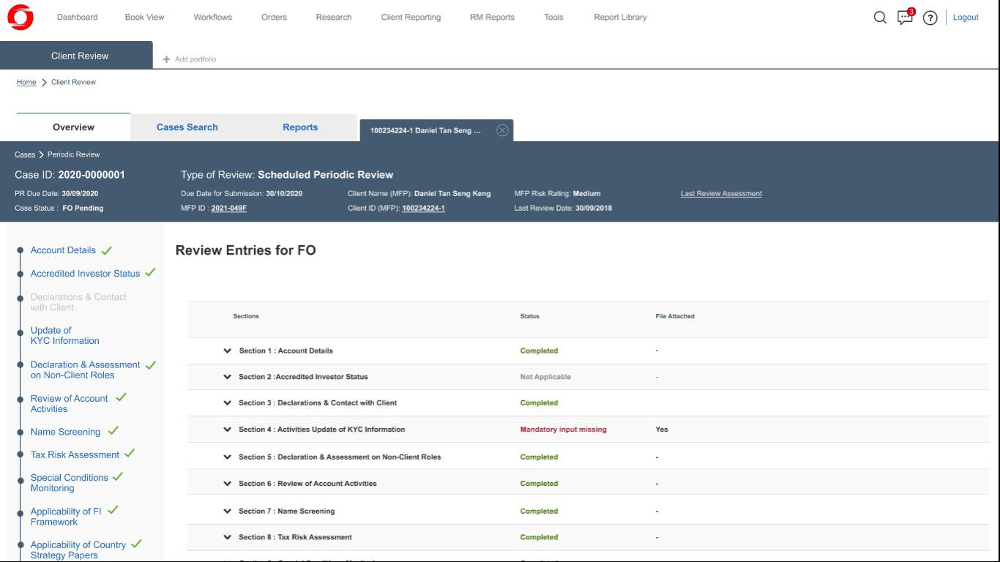 Dashboard Book View Workflows Orders Research Client Reporting RM Reports Tools Report Library 3 ? Logout
Client Review + Add portfolio
Home > Client Review
Overview Cases Search Reports 100234224-1 Daniel Tan Seng ...
Cases > Periodic Review
Case ID: 2020-0000001 Type of Review: Scheduled Periodic Review
PR Due Date: 30/09/2020 Due Date for Submission: 30/10/2020 Client Name (MFP): Daniel Tan Seng Keng MFP Risk Rating: Medium Last Review Assessment
Case Status : FO Pending MFP ID : 2021-049F Client ID (MFP): 100234224-1 Last Review Date: 30/09/2018
Account Details
Accredited Investor Status
Declarations & Contact
with Client
Update of
KYC Information
Declaration & Assessment
on Non-Client Roles
Review of Account
Activities
Name Screening
Tax Risk Assessment
Special Conditions
Monitoring
Applicability of FI
Framework
Applicability of Country
Strategy Papers
Review Entries for FO
Sections Status File Attached
Section 1 : Account Details Completed -
Section 2 :Accredited Investor Status Not Applicable -
Section 3 : Declarations & Contact with Client Completed
Section 4 : Activities Update of KYC Information Mandatory input missing Yes
Section 5 : Declaration & Assessment on Non-Client Roles Completed -
Section 6 : Review of Account Activities Completed -
Section 7 : Name Screening Completed -
Section 8 : Tax Risk Assessment Completed -